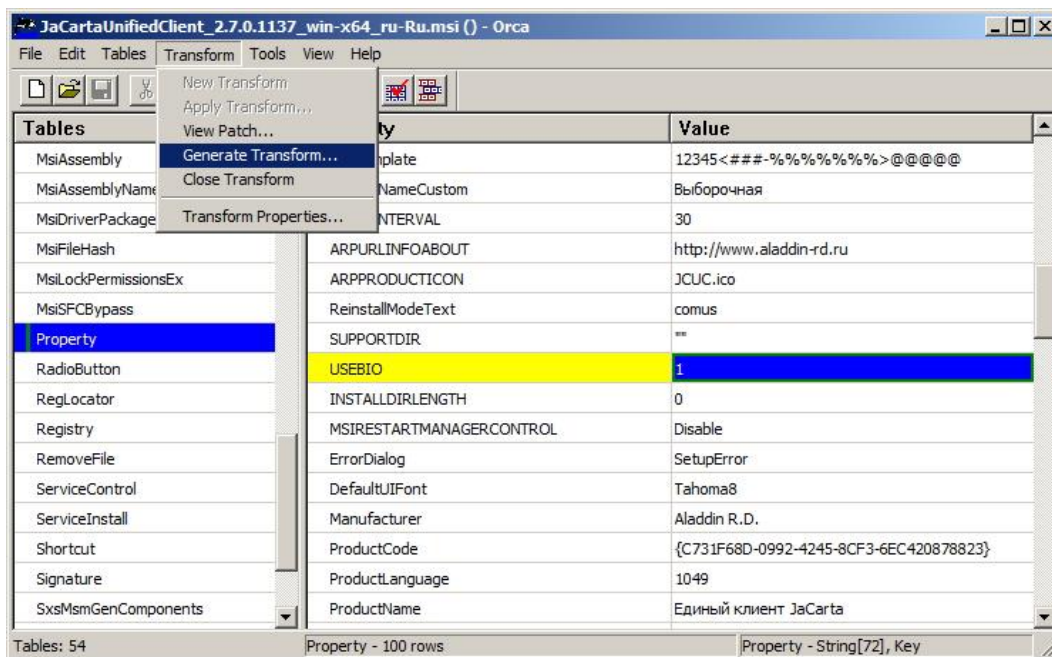 JaCartaUnifiedClient_2.7.0.1137_win-x64_ru-Ru.msi () - Orca
File Edit Tables Transform Tools View Help
New Transform
Apply Transform...
View Patch...
Generate Transform...
Close Transform
Transform Properties...
Tables Value
MsiAssembly 12345<###-%%%%%%%>@@@@@
MsiAssemblyName NameCustom Выборочная
MsiDriverPackage 30
MsiFileHash ARPURLINFOABOUT http://www.aladdin-rd.ru
MsiLockPermissionsEx ARPPRODUCTICON JCUC.ico
MsiSFCBypass ReinstallModeText comus
Property SUPPORTDIR ""
RadioButton USEBIO 1
RegLocator INSTALLDIRLENGTH 0
Registry MSIRESTARTMANAGERCONTROL Disable
RemoveFile ErrorDialog SetupError
ServiceControl DefaultUIFont Tahoma8
ServiceInstall Manufacturer Aladdin R.D.
Shortcut ProductCode {C731F68D-0992-4245-8CF3-6EC420878823}
Signature ProductLanguage 1049
SxsMsmGenComponents ProductName Единый клиент JaCarta
Tables: 54 Property - 100 rows Property - String[72], Key